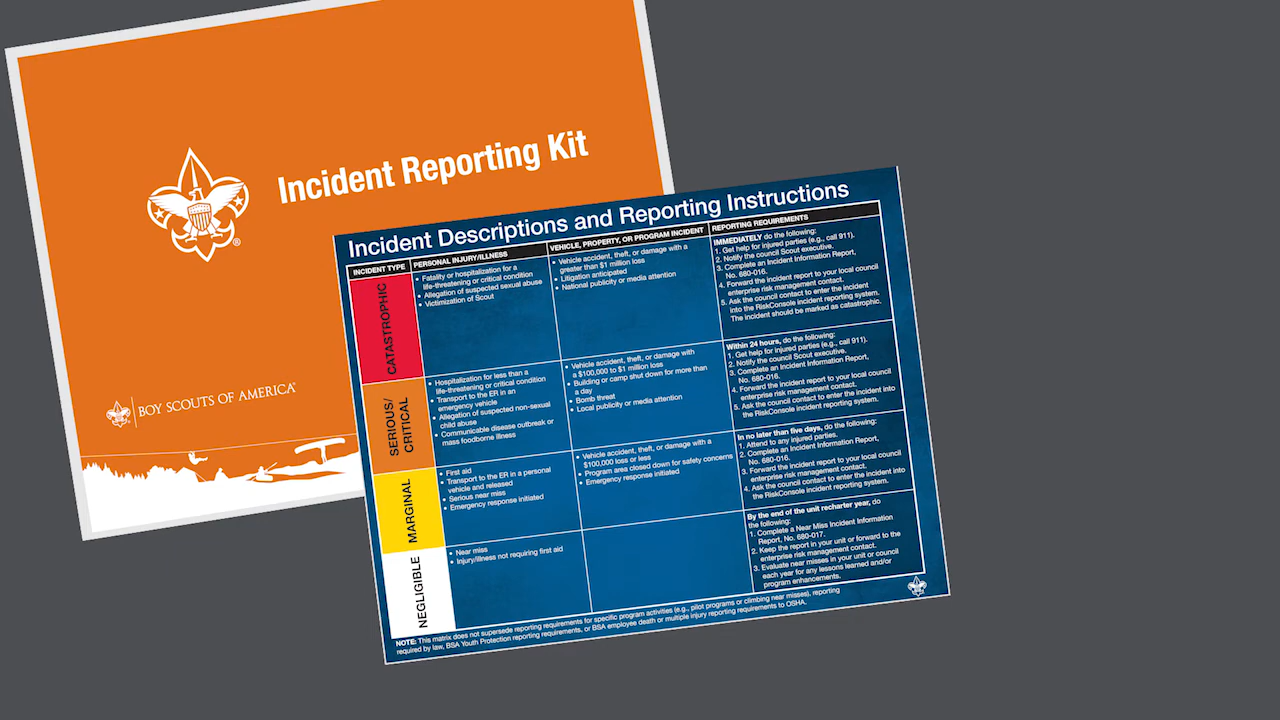 Incident Reporting Kit
®
BOY SCOUTS OF AMERICA®
Incident Descriptions and Reporting Instructions
INCIDENT TYPE
PERSONAL INJURY/ILLNESS
VEHICLE, PROPERTY, OR PROGRAM INCIDENT
REPORTING REQUIREMENTS
CATASTROPHIC
• Fatality or hospitalization for a
life-threatening or critical condition
• Allegation of suspected sexual abuse
• Victimization of Scout
• Vehicle accident, theft, or damage with a
greater than $1 million loss
• Litigation anticipated
• National publicity or media attention
IMMEDIATELY do the following:
1. Get help for injured parties (e.g., call 911).
2. Notify the council Scout executive.
3. Complete an Incident Information Report,
No. 680-016.
4. Forward the incident report to your local council
enterprise risk management contact.
5. Ask the council contact to enter the incident
into the RiskConsole incident reporting system.
The incident should be marked as catastrophic.
SERIOUS/
CRITICAL
• Hospitalization for less than a
life-threatening or critical condition
• Transport to the ER in an
emergency vehicle
• Allegation of suspected non-sexual
child abuse
• Communicable disease outbreak or
mass foodborne illness
• Vehicle accident, theft, or damage with
a $100,000 to $1 million loss
• Building or camp shut down for more than
a day
• Bomb threat
• Local publicity or media attention
Within 24 hours, do the following:
1. Get help for injured parties (e.g., call 911).
2. Notify the council Scout executive.
3. Complete an Incident Information Report,
No. 680-016.
4. Forward the incident report to your local council
enterprise risk management contact.
5. Ask the council contact to enter the incident into
the RiskConsole incident reporting system.
MARGINAL
• First aid
• Transport to the ER in a personal
vehicle and released
• Serious near miss
• Emergency response initiated
• Vehicle accident, theft, or damage with a
$100,000 loss or less
• Program area closed down for safety concerns
• Emergency response initiated
In no later than five days, do the following:
1. Attend to any injured parties.
2. Complete an Incident Information Report,
No. 680-016.
3. Forward the incident report to your local council
enterprise risk management contact.
4. Ask the council contact to enter the incident into
the RiskConsole incident reporting system.
NEGLIGIBLE
• Near miss
• Injury/illness not requiring first aid
By the end of the unit recharter year, do
the following:
1. Complete a Near Miss Incident Information
Report, No. 680-017.
2. Keep the report in your unit or forward to the
enterprise risk management contact.
3. Evaluate near misses in your unit or council
each year for any lessons learned and/or
program enhancements.
NOTE: This matrix does not supersede reporting requirements for specific program activities (e.g., pilot programs or climbing near misses), reporting
required by law, BSA Youth Protection reporting requirements, or BSA employee death or multiple injury reporting requirements to OSHA.